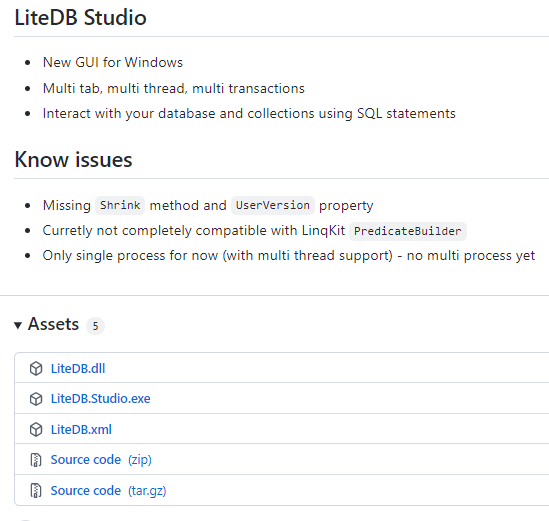 LiteDB Studio
New GUI for Windows
Multi tab, multi thread, multi transactions
Interact with your database and collections using SQL statements
Know issues
Missing Shrink method and UserVersion property
Curretly not completely compatible with LinqKit PredicateBuilder
Only single process for now (with multi thread support) - no multi process yet
Assets 5
LiteDB.dll
LiteDB.Studio.exe
LiteDB.xml
Source code (zip)
Source code (tar.gz)